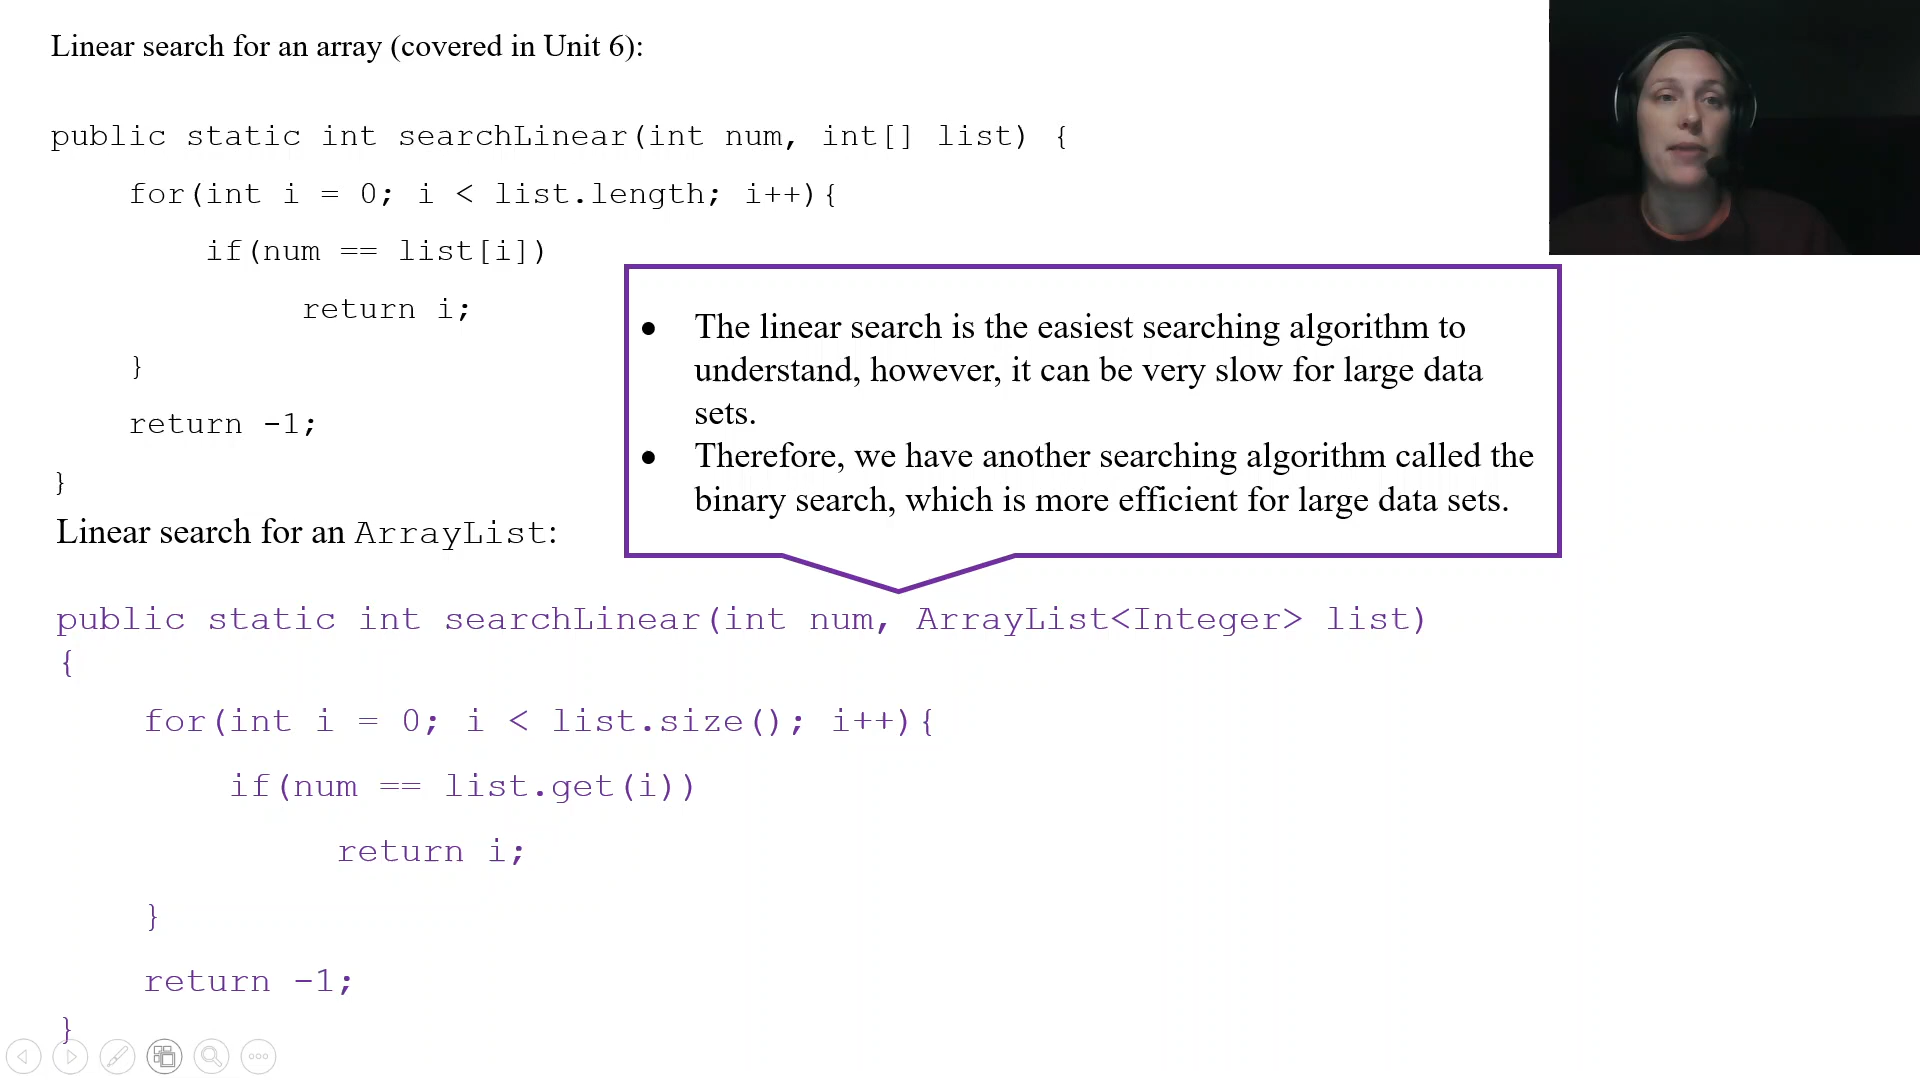 Linear search for an array (covered in Unit 6):
public static int searchLinear(int num, int[] list) {
for(int i = 0; i < list.length; i++){
if(num == list[i])
return i;
}
return -1;
}
● The linear search is the easiest searching algorithm to
understand, however, it can be very slow for large data
sets.
● Therefore, we have another searching algorithm called the
binary search, which is more efficient for large data sets.
Linear search for an ArrayList:
public static int searchLinear(int num, ArrayList<Integer> list)
{
for(int i = 0; i < list.size(); i++){
if(num == list.get(i))
return i;
}
return -1;
}